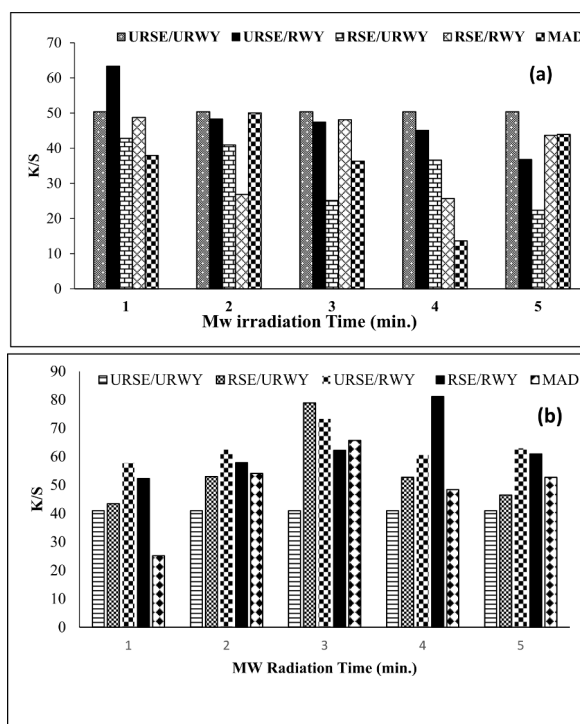 URSE/URWY URSE/RWY RSE/URWY RSE/RWY MAD
(a)
70
60
50
40
30
20
10
0
K/S
1 2 3 4 5
Mw irradiation Time (min.)
URSE/URWY RSE/URWY URSE/RWY RSE/RWY MAD
(b)
90
80
70
60
50
40
30
20
10
0
K/S
1 2 3 4 5
MW Radiation Time (min.)